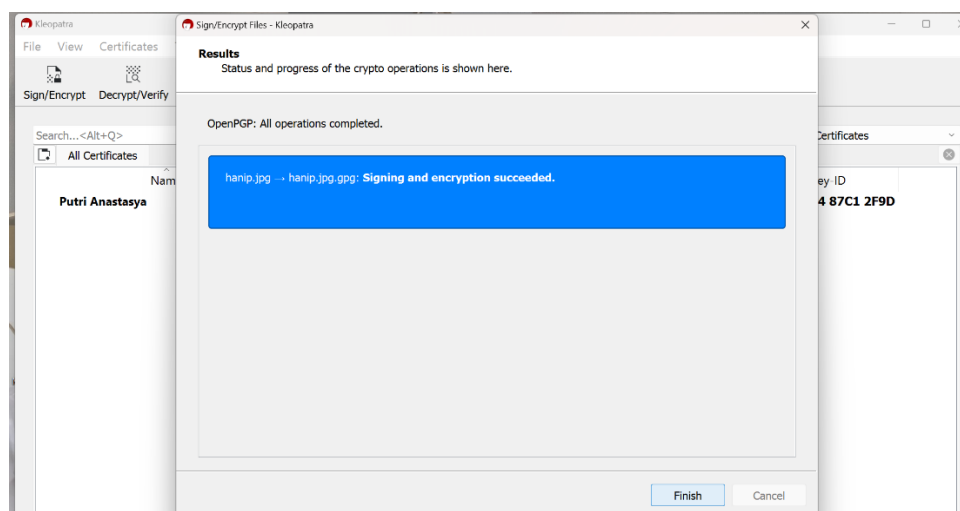 Kleopatra
Sign/Encrypt Files - Kleopatra
File View Certificates
Results
Status and progress of the crypto operations is shown here.
Sign/Encrypt Decrypt/Verify
OpenPGP: All operations completed.
Search...<Alt+Q>
Certificates
All Certificates
hanip.jpg → hanip.jpg.gpg: Signing and encryption succeeded.
Nam
ey-ID
Putri Anastasya
4 87C1 2F9D
Finish Cancel